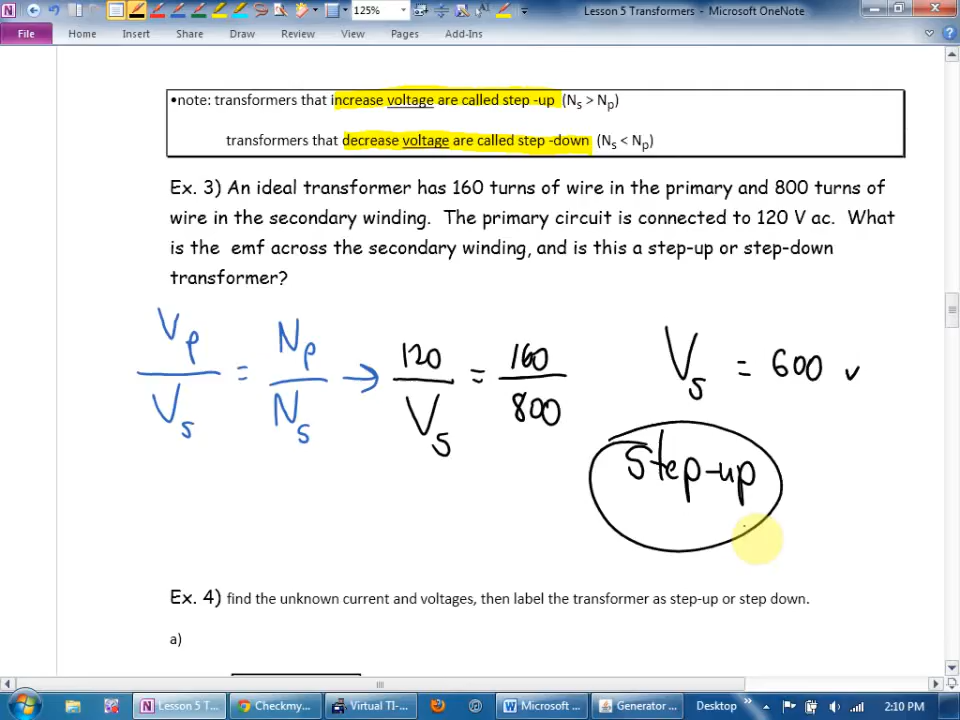 125%
Lesson 5 Transformers - Microsoft OneNote
File Home Insert Share Draw Review View Pages Add-Ins
•note: transformers that increase voltage are called step -up (Ns > Np)
transformers that decrease voltage are called step -down (Ns < Np)
Ex. 3) An ideal transformer has 160 turns of wire in the primary and 800 turns of
wire in the secondary winding. The primary circuit is connected to 120 V ac. What
is the emf across the secondary winding, and is this a step-up or step-down
transformer?
Vp/Vs = Np/Ns → 120/Vs = 160/800
Vs = 600 v
step-up
Ex. 4) find the unknown current and voltages, then label the transformer as step-up or step down.
a)
Lesson 5 T... Checkmy... Virtual TI-... Microsoft ... Generator ... Desktop 2:10 PM